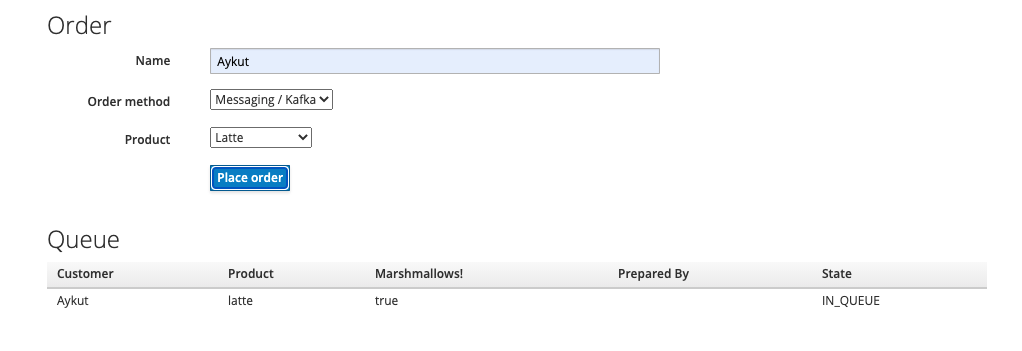 Order
Name Aykut
Order method Messaging / Kafka
Product Latte
Place order
Queue
Customer Product Marshmallows! Prepared By State
Aykut latte true IN_QUEUE